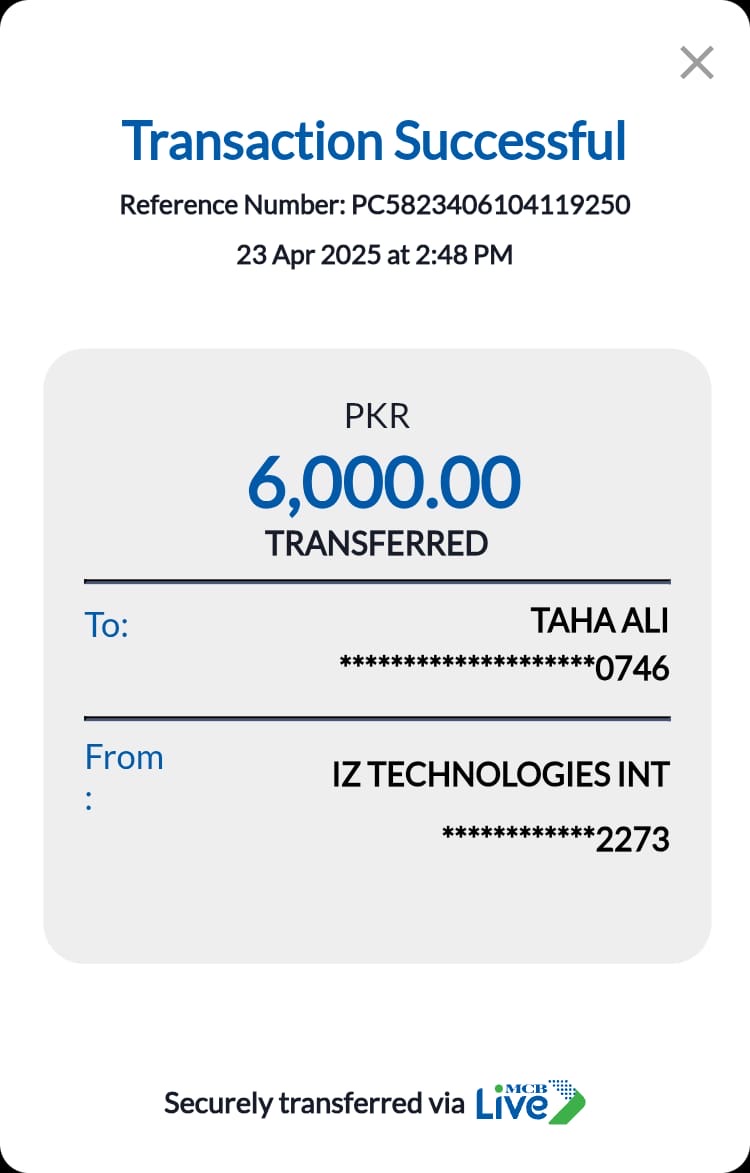 Transaction Successful
Reference Number: PC5823406104119250
23 Apr 2025 at 2:48 PM
PKR
6,000.00
TRANSFERRED
To:
TAHA ALI
********************0746
From
:
IZ TECHNOLOGIES INT
************2273
Securely transferred via MCB Live